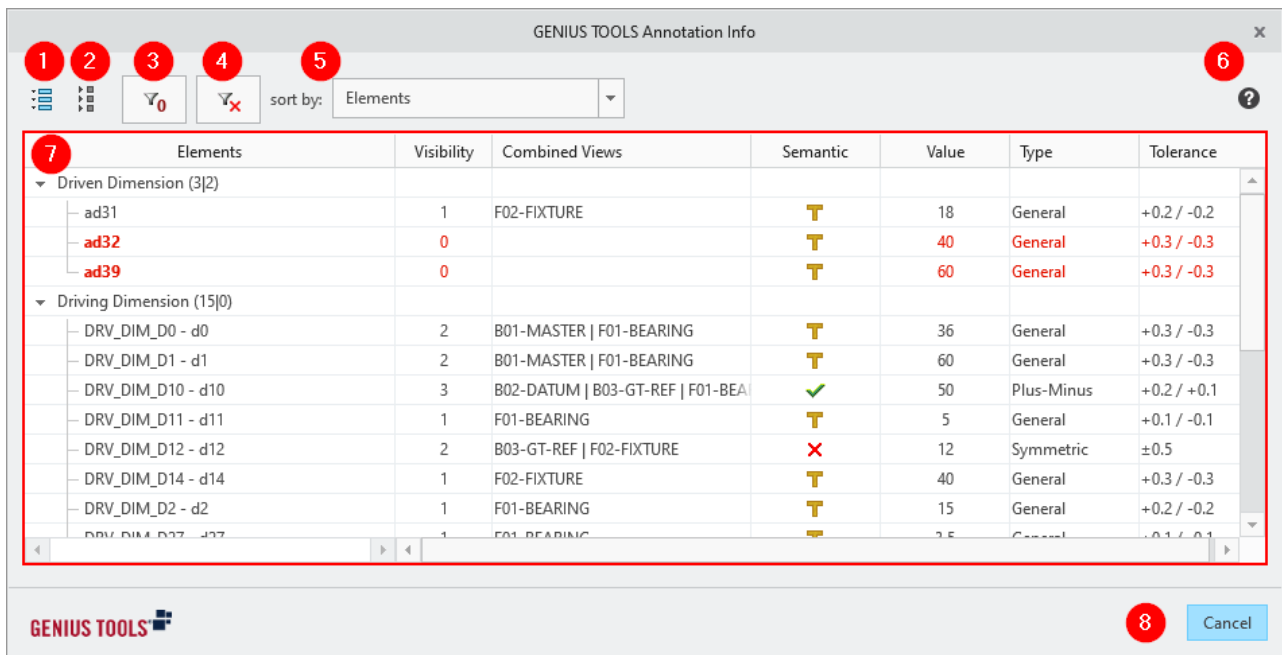 GENIUS TOOLS Annotation Info x
1 2 3 4 5 6
0 sort by: Elements ?
7 Elements Visibility Combined Views Semantic Value Type Tolerance
Driven Dimension (3|2)
ad31 1 F02-FIXTURE 18 General +0.2 / -0.2
ad32 0 40 General +0.3 / -0.3
ad39 0 60 General +0.3 / -0.3
Driving Dimension (15|0)
DRV_DIM_D0 - d0 2 B01-MASTER | F01-BEARING 36 General +0.3 / -0.3
DRV_DIM_D1 - d1 2 B01-MASTER | F01-BEARING 60 General +0.3 / -0.3
DRV_DIM_D10 - d10 3 B02-DATUM | B03-GT-REF | F01-BEA 50 Plus-Minus +0.2 / +0.1
DRV_DIM_D11 - d11 1 F01-BEARING 5 General +0.1 / -0.1
DRV_DIM_D12 - d12 2 B03-GT-REF | F02-FIXTURE 12 Symmetric ±0.5
DRV_DIM_D14 - d14 1 F02-FIXTURE 40 General +0.3 / -0.3
DRV_DIM_D2 - d2 1 F01-BEARING 15 General +0.2 / -0.2
DRV_DIM_D27 - d27 1 F01-BEARING General
GENIUS TOOLS 8 Cancel